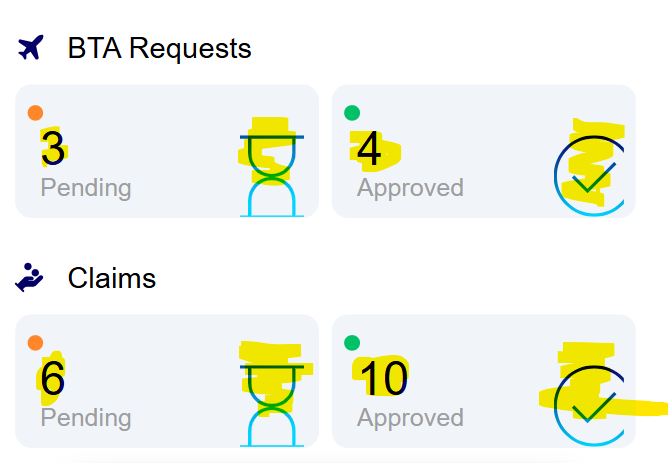 BTA Requests
3
Pending
4
Approved
Claims
6
Pending
10
Approved